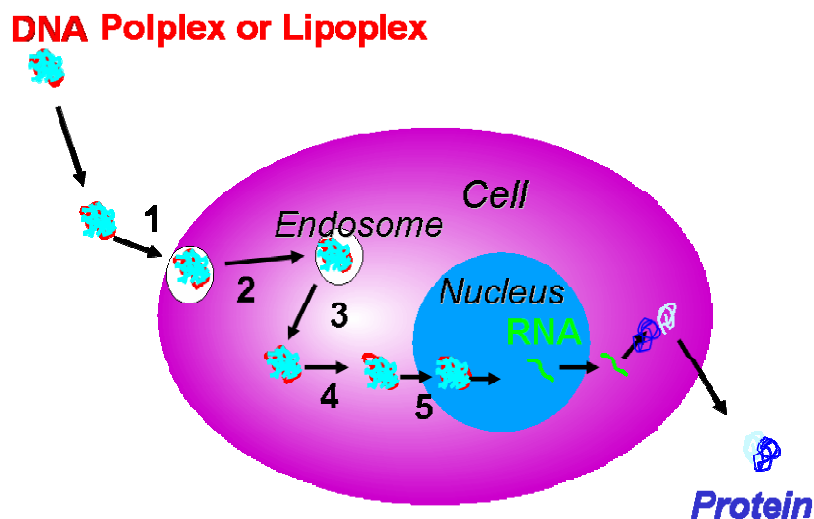 DNA Polplex or Lipoplex
1
Cell
Endosome
2
Nucleus
3
RNA
4
5
Protein